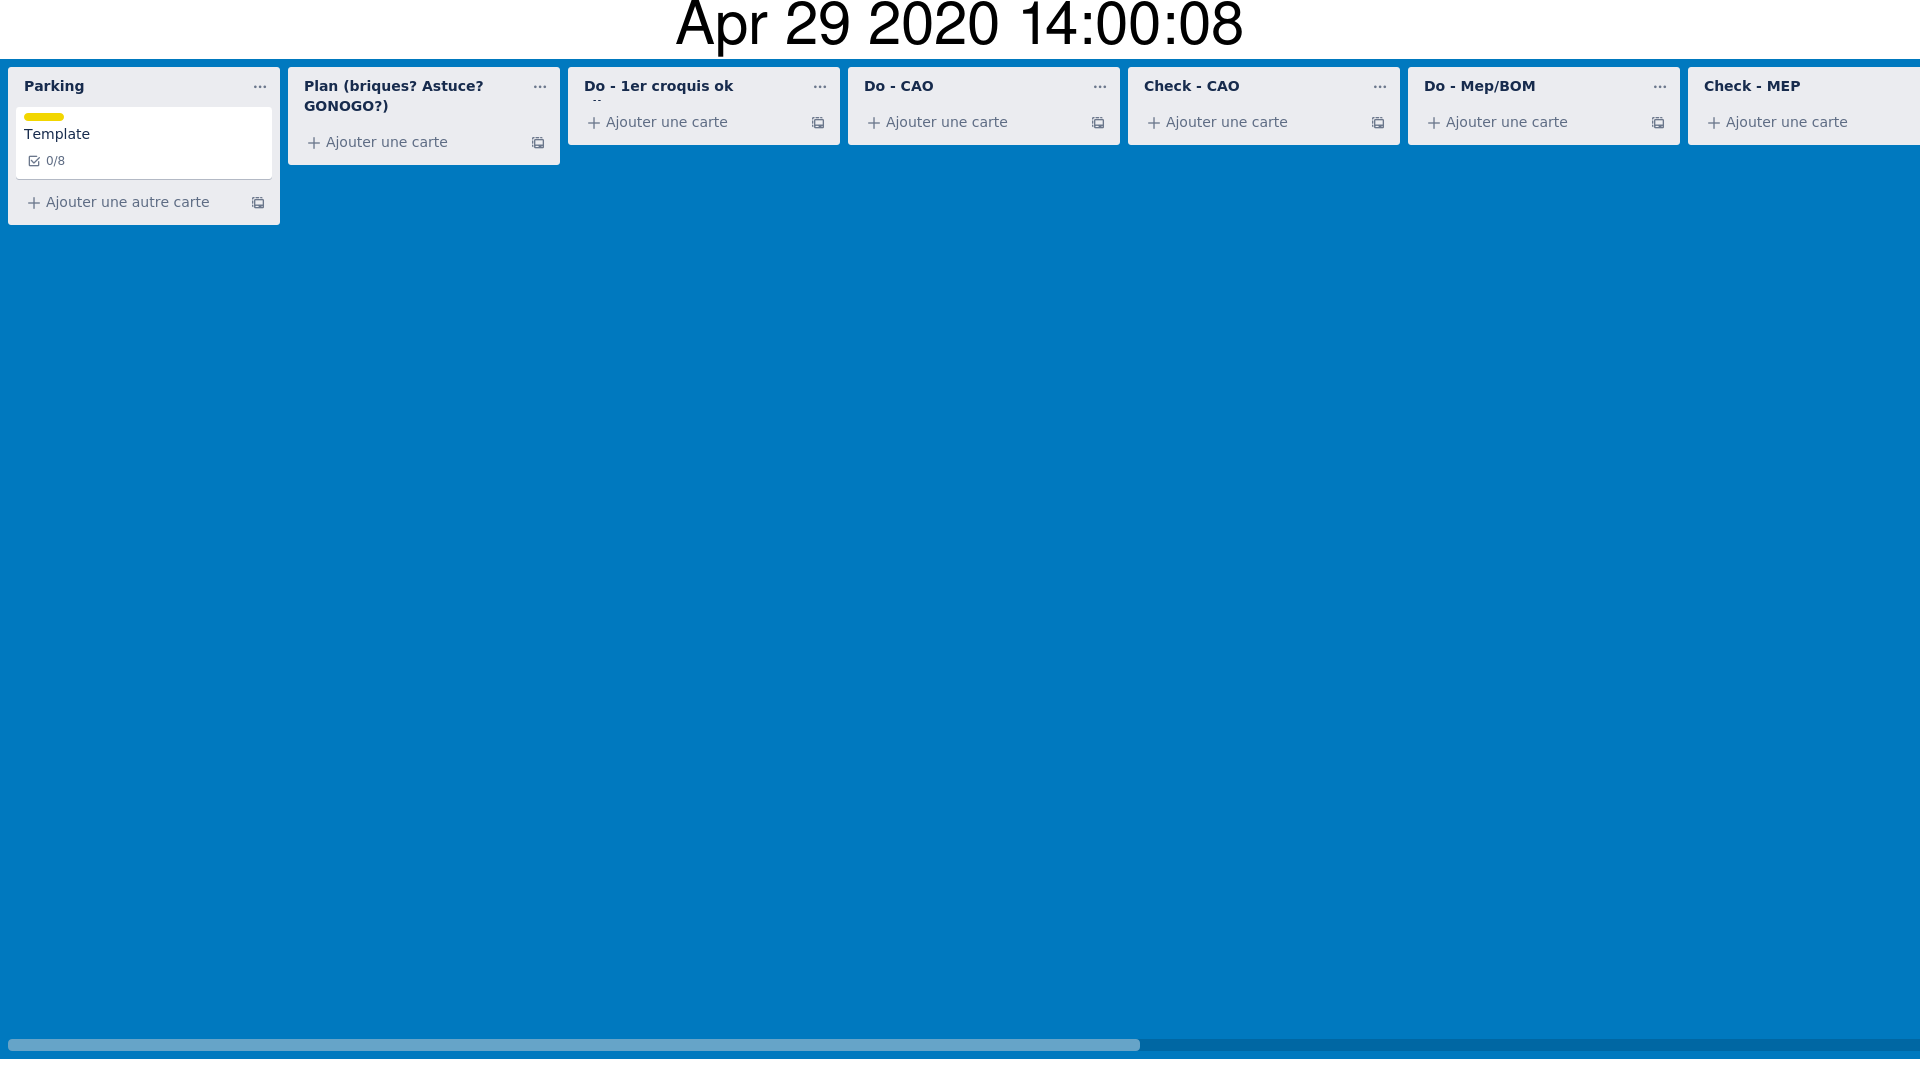 Apr 29 2020 14:00:08
Parking
Template
0/8
Ajouter une autre carte
Plan (briques? Astuce?
GONOGO?)
Ajouter une carte
Do - 1er croquis ok
Ajouter une carte
Do - CAO
Ajouter une carte
Check - CAO
Ajouter une carte
Do - Mep/BOM
Ajouter une carte
Check - MEP
Ajouter une carte